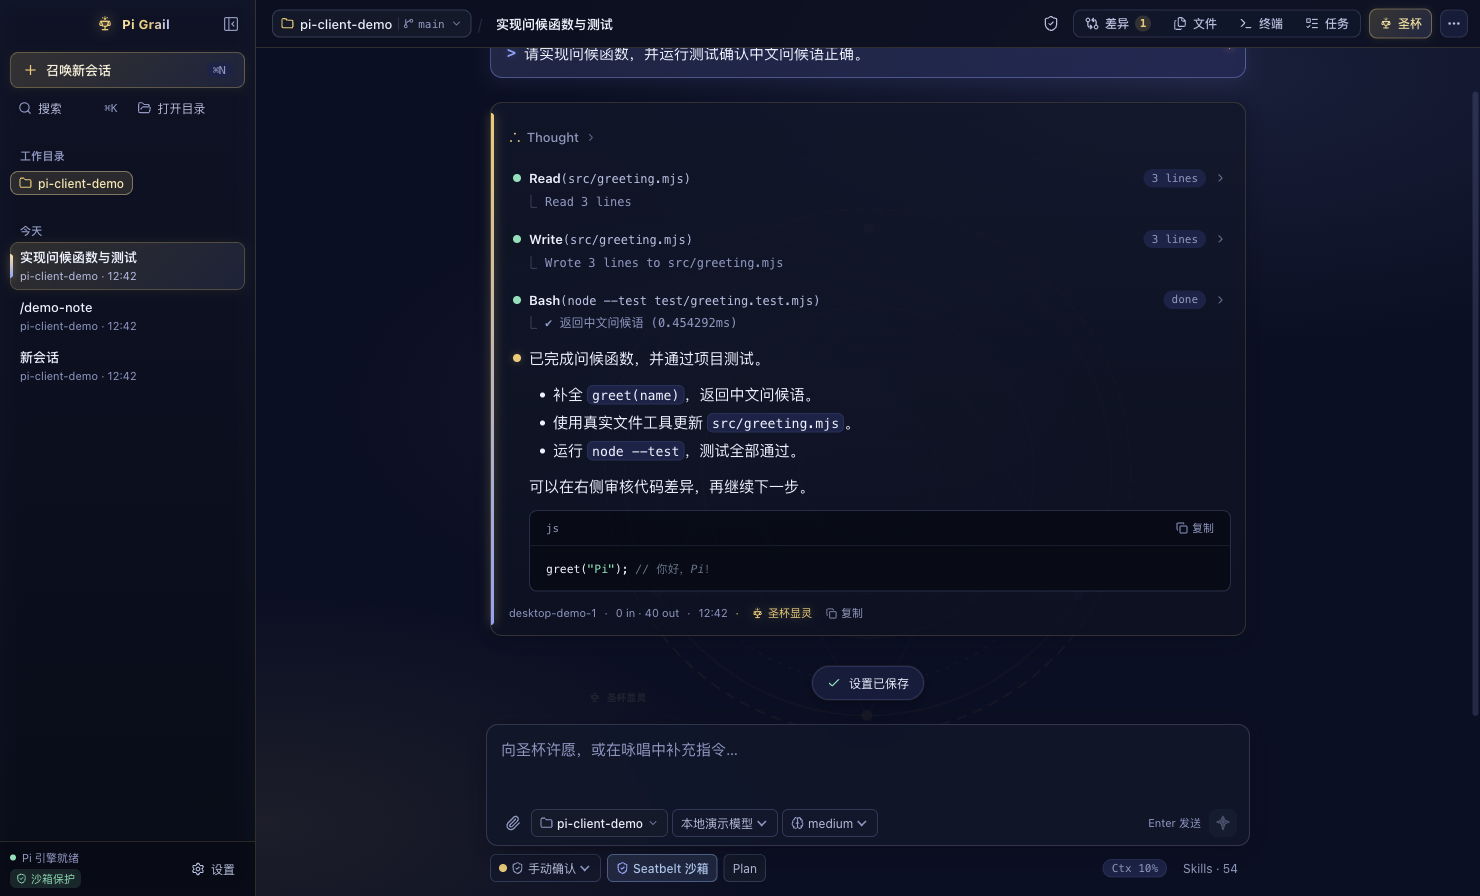 Pi Grail
召唤新会话 ⌘N
搜索 ⌘K 打开目录
工作目录
pi-client-demo
今天
实现问候函数与测试
pi-client-demo · 12:42
/demo-note
pi-client-demo · 12:42
新会话
pi-client-demo · 12:42
Pi 引擎就绪
沙箱保护
设置
pi-client-demo main / 实现问候函数与测试
差异 1 文件 终端 任务 圣杯
> 请实现问候函数，并运行测试确认中文问候语正确。
Thought
Read(src/greeting.mjs) 3 lines
Read 3 lines
Write(src/greeting.mjs) 3 lines
Wrote 3 lines to src/greeting.mjs
Bash(node --test test/greeting.test.mjs) done
✔ 返回中文问候语 (0.454292ms)
已完成问候函数，并通过项目测试。
• 补全 greet(name)，返回中文问候语。
• 使用真实文件工具更新 src/greeting.mjs。
• 运行 node --test，测试全部通过。
可以在右侧审核代码差异，再继续下一步。
js 复制
greet("Pi"); // 你好，Pi！
desktop-demo-1 · 0 in · 40 out · 12:42 · 圣杯显灵 复制
设置已保存
圣杯显灵
向圣杯许愿，或在咏唱中补充指令…
pi-client-demo 本地演示模型 medium Enter 发送
手动确认 Seatbelt 沙箱 Plan Ctx 10% Skills · 54